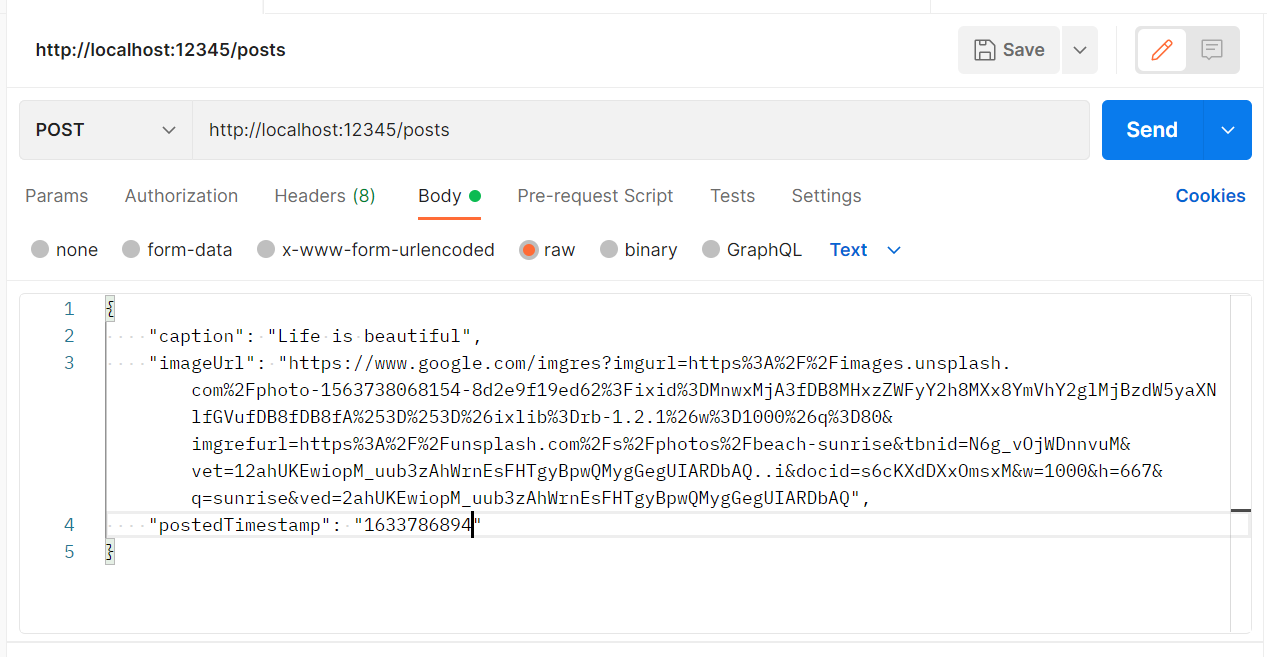 http://localhost:12345/posts
Save
POST http://localhost:12345/posts Send
Params Authorization Headers (8) Body Pre-request Script Tests Settings Cookies
none form-data x-www-form-urlencoded raw binary GraphQL Text
1 {
2 "caption": "Life is beautiful",
3 "imageUrl": "https://www.google.com/imgres?imgurl=https%3A%2F%2Fimages.unsplash.
com%2Fphoto-1563738068154-8d2e9f19ed62%3Fixid%3DMnwxMjA3fDB8MHxzZWFyY2h8MXx8YmVhY2glMjBzdW5yaXN
lfGVufDB8fDB8fA%253D%253D%26ixlib%3Drb-1.2.1%26w%3D1000%26q%3D80&
imgrefurl=https%3A%2F%2Funsplash.com%2Fs%2Fphotos%2Fbeach-sunrise&tbnid=N6g_vOjWDnnvuM&
vet=12ahUKEwiopM_uub3zAhWrnEsFHTgyBpwQMygGegUIARDbAQ..i&docid=s6cKXdDXxOmsxM&w=1000&h=667&
q=sunrise&ved=2ahUKEwiopM_uub3zAhWrnEsFHTgyBpwQMygGegUIARDbAQ",
4 "postedTimestamp": "1633786894"
5 }